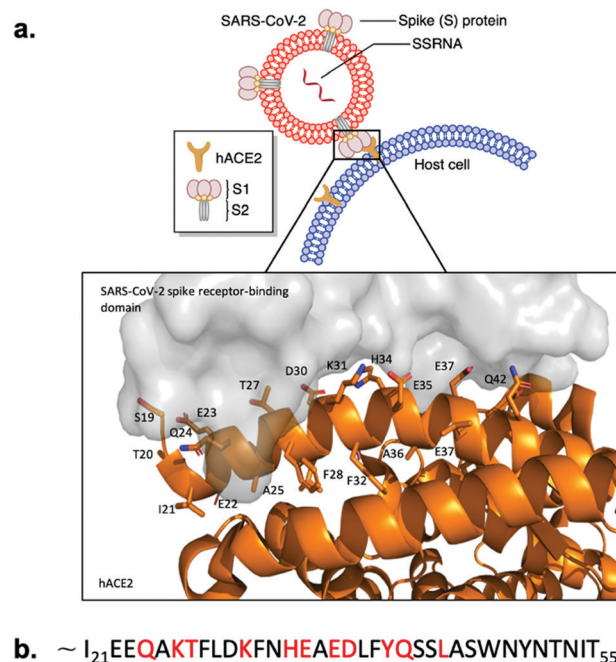 a.
SARS-CoV-2
Spike (S) protein
SSRNA
hACE2
S1
S2
Host cell
SARS-CoV-2 spike receptor-binding
domain
S19
T20
I21
E22
E23
Q24
A25
T27
F28
D30
K31
F32
H34
E35
A36
E37
E37
Q42
hACE2
b. ~ I21EEQAKTFLDKFNHEAEDLFYQSSLASWNYNTNIT55